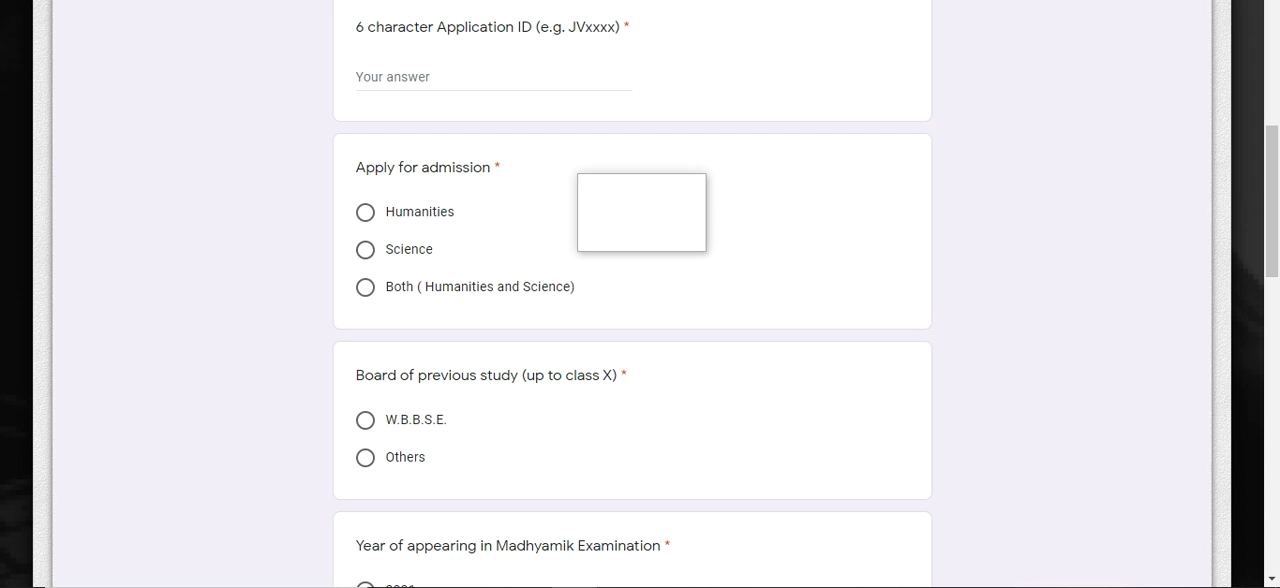 6 character Application ID (e.g. JVxxxx) *
Your answer
Apply for admission *
Humanities
Science
Both ( Humanities and Science)
Board of previous study (up to class X) *
W.B.B.S.E.
Others
Year of appearing in Madhyamik Examination *